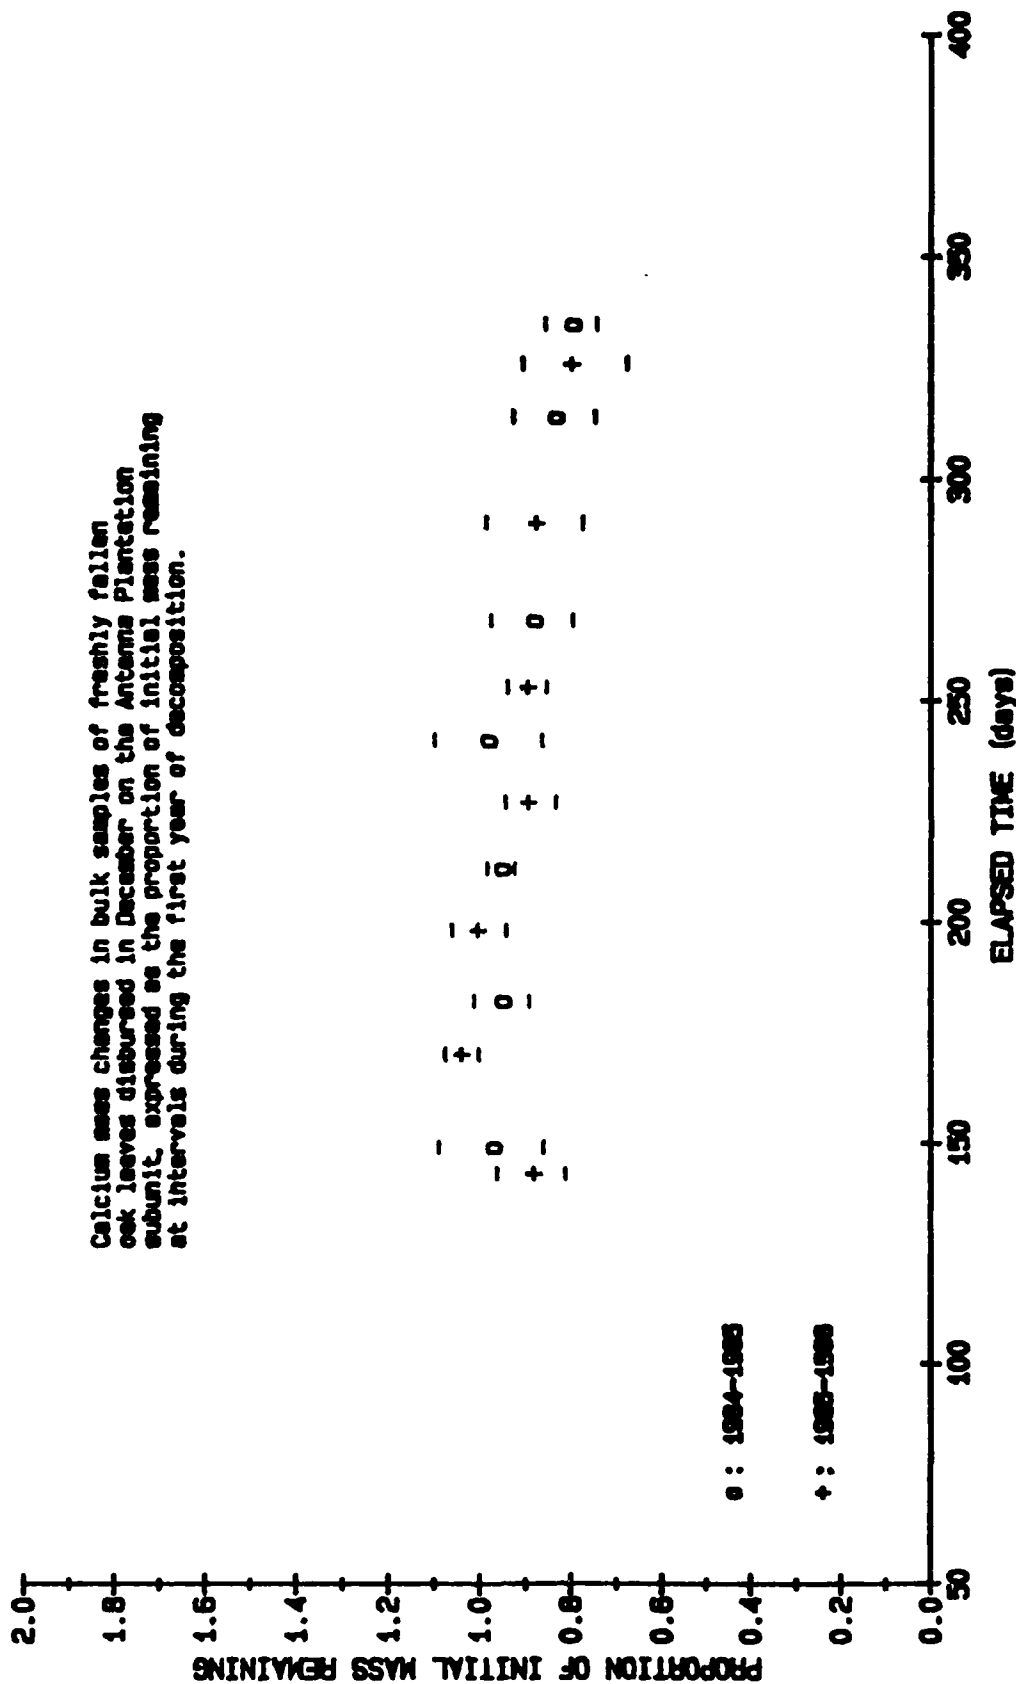 Calcium mass changes in bulk samples of freshly fallen
oak leaves disbursed in December on the Antenna Plantation
subunit, expressed as the proportion of initial mass remaining
at intervals during the first year of decomposition.
PROPORTION OF INITIAL MASS REMAINING
2.0
1.8
1.6
1.4
1.2
1.0
0.8
0.6
0.4
0.2
0.0
o : 1984-1985
+ : 1985-1986
50
100
150
200
250
300
350
400
ELAPSED TIME (days)